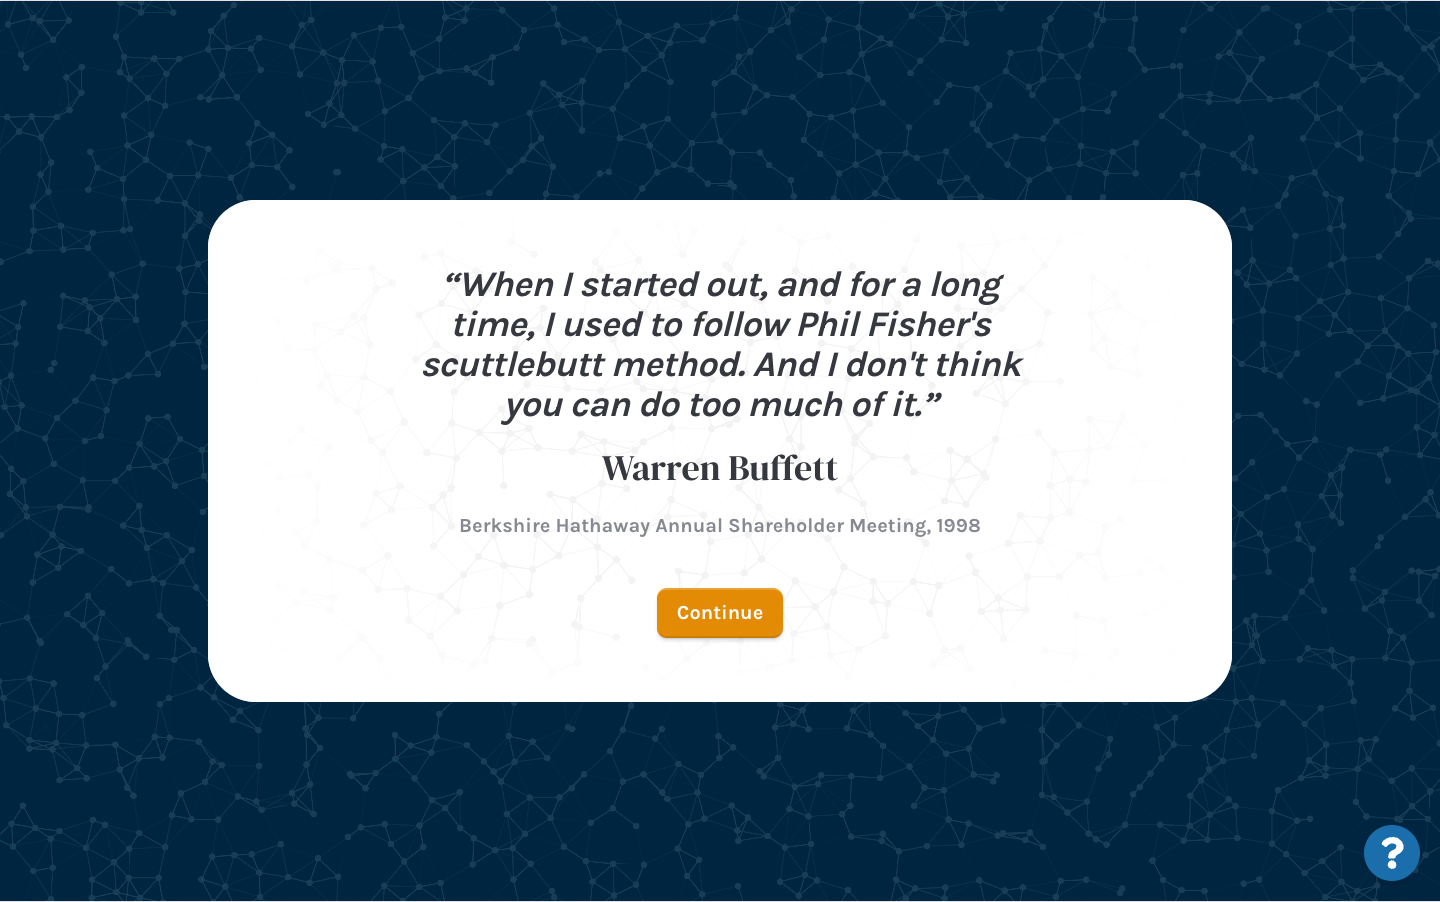 “When I started out, and for a long
time, I used to follow Phil Fisher's
scuttlebutt method. And I don't think
you can do too much of it.”
Warren Buffett
Berkshire Hathaway Annual Shareholder Meeting, 1998
Continue
?